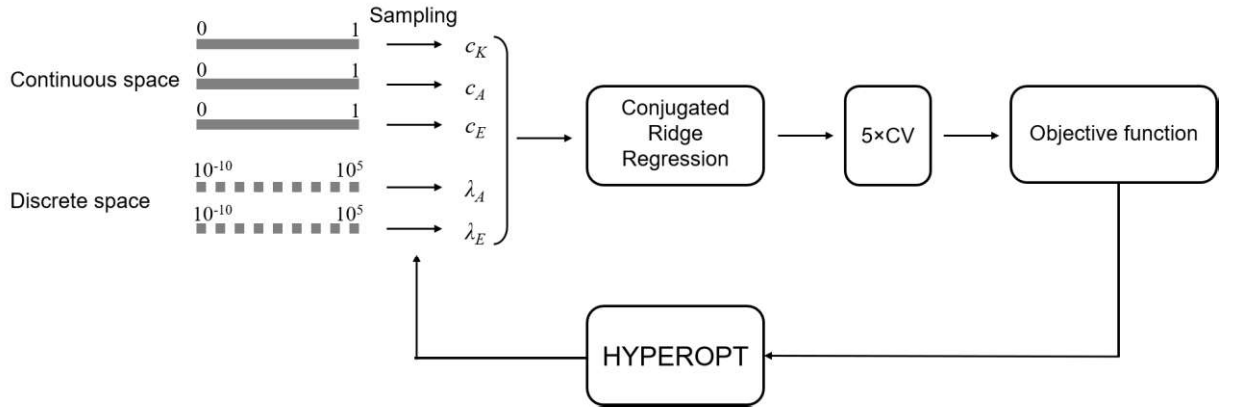 Sampling
Continuous space
0 1 c_K
0 1 c_A
0 1 c_E
Discrete space
10^-10 10^5 λ_A
10^-10 10^5 λ_E
Conjugated
Ridge
Regression
5×CV
Objective function
HYPEROPT